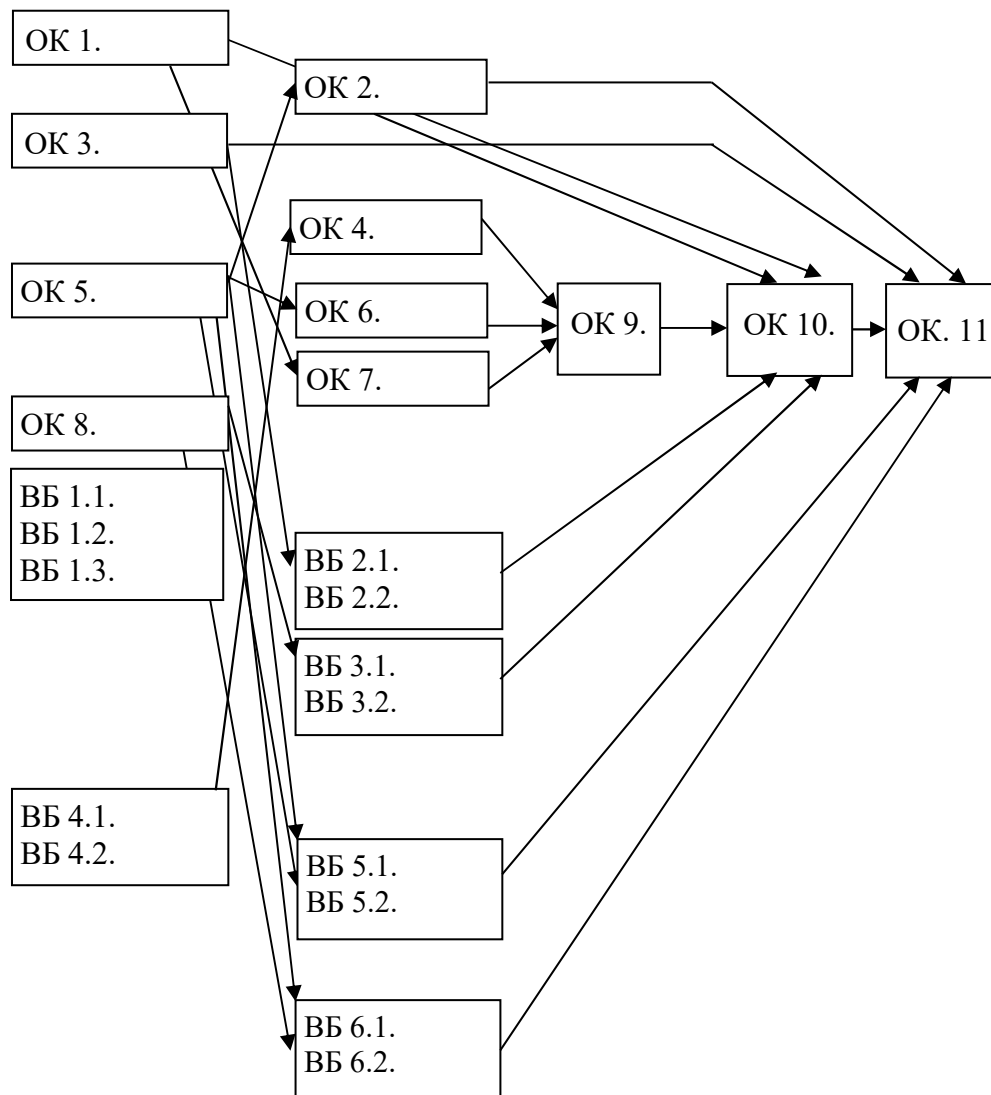 ОК 1.
ОК 2.
ОК 3.
ОК 4.
ОК 5.
ОК 6.
ОК 9.
ОК 10.
ОК. 11
ОК 7.
ОК 8.
ВБ 1.1.
ВБ 1.2.
ВБ 1.3.
ВБ 2.1.
ВБ 2.2.
ВБ 3.1.
ВБ 3.2.
ВБ 4.1.
ВБ 4.2.
ВБ 5.1.
ВБ 5.2.
ВБ 6.1.
ВБ 6.2.